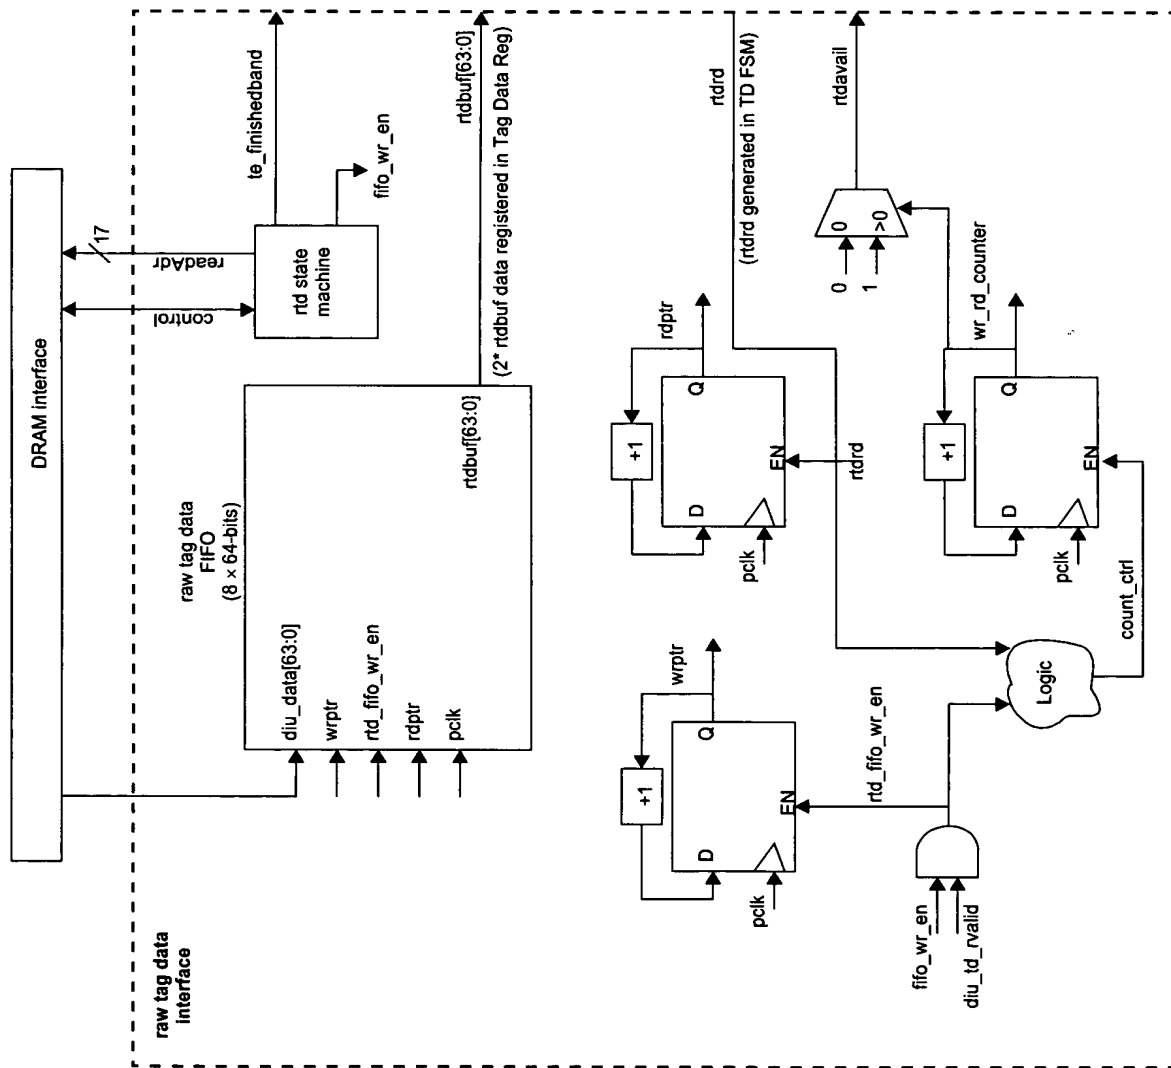 DRAM interface
raw tag data
interface
raw tag data
FIFO
(8 × 64-bits)
diu_data[63:0]
wrptr
rtd_fifo_wr_en
rdptr
pclk
rtdbuf[63:0]
control
readAdr
17
rtd state
machine
te_finishedband
fifo_wr_en
rtdbuf[63:0]
(2* rtdbuf data registered in Tag Data Reg)
+1
wrptr
D
Q
EN
pclk
rtd_fifo_wr_en
fifo_wr_en
diu_td_rvalid
+1
rdptr
D
Q
EN
pclk
rtdrd
rtdrd
(rtdrd generated in TD FSM)
Logic
count_ctrl
+1
wr_rd_counter
D
Q
EN
pclk
0
1
0
>0
rtdavail